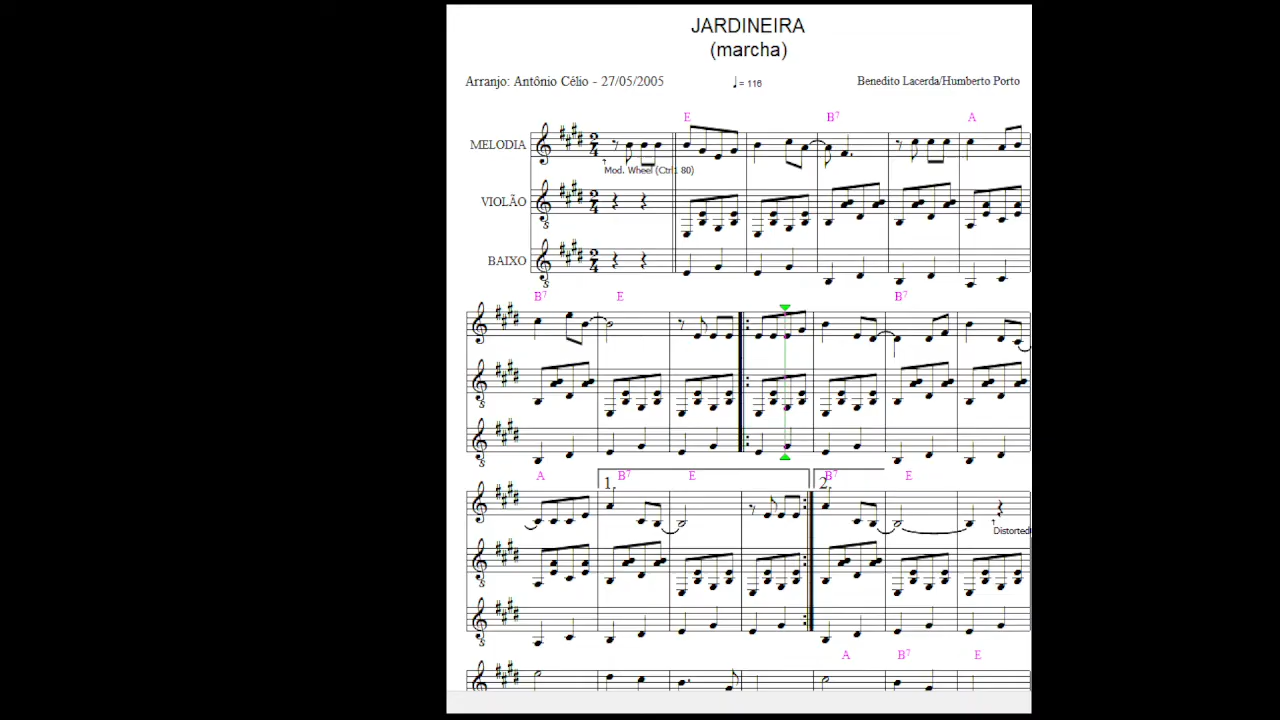 JARDINEIRA
(marcha)
Arranjo: Antônio Célio - 27/05/2005
♩ = 116
Benedito Lacerda/Humberto Porto
E B7 A
MELODIA
Mod. Wheel (Ctrl1 80)
VIOLÃO
BAIXO
B7 E B7
A B7 E B7 E
1.
2.
Distorted
A B7 E